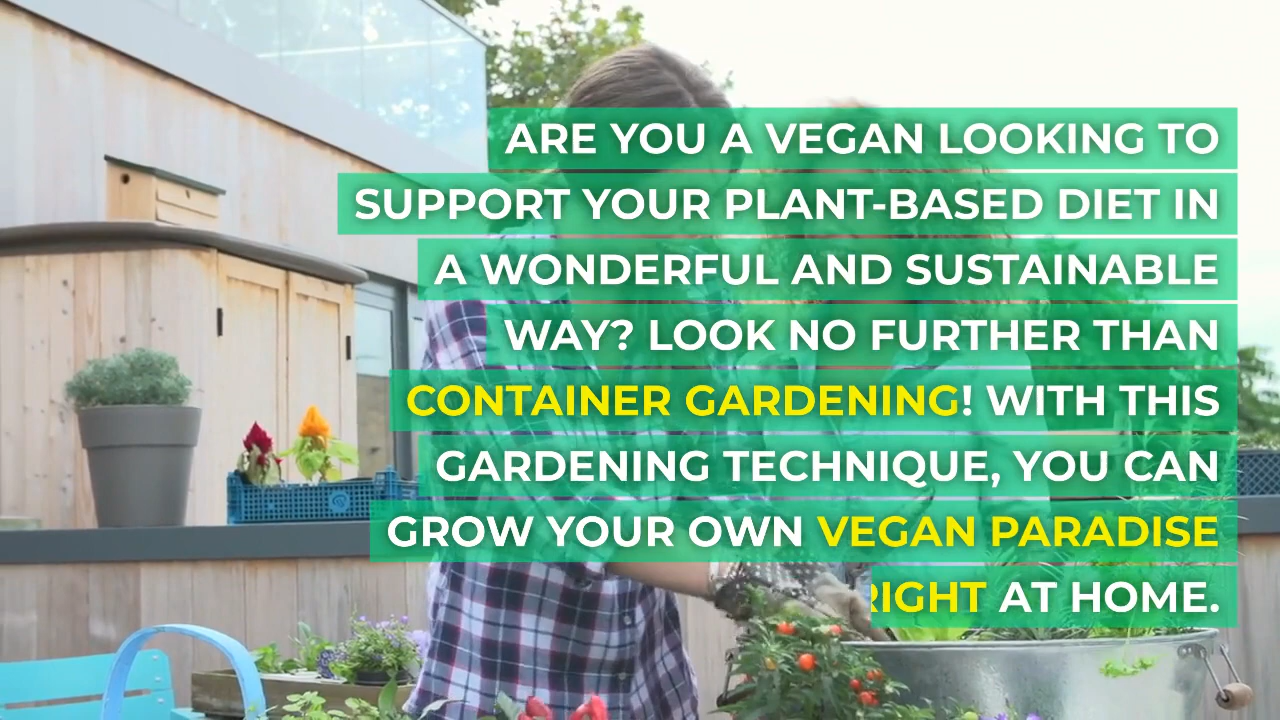 ARE YOU A VEGAN LOOKING TO
SUPPORT YOUR PLANT-BASED DIET IN
A WONDERFUL AND SUSTAINABLE
WAY? LOOK NO FURTHER THAN
CONTAINER GARDENING! WITH THIS
GARDENING TECHNIQUE, YOU CAN
GROW YOUR OWN VEGAN PARADISE
RIGHT AT HOME.